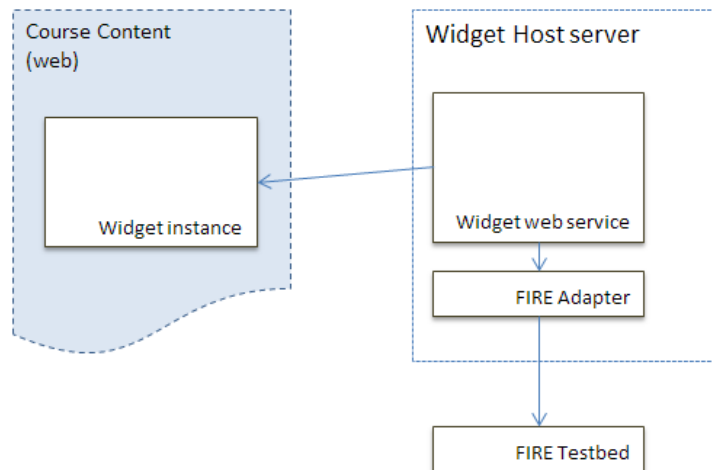 Course Content
(web)
Widget instance
Widget Host server
Widget web service
FIRE Adapter
FIRE Testbed